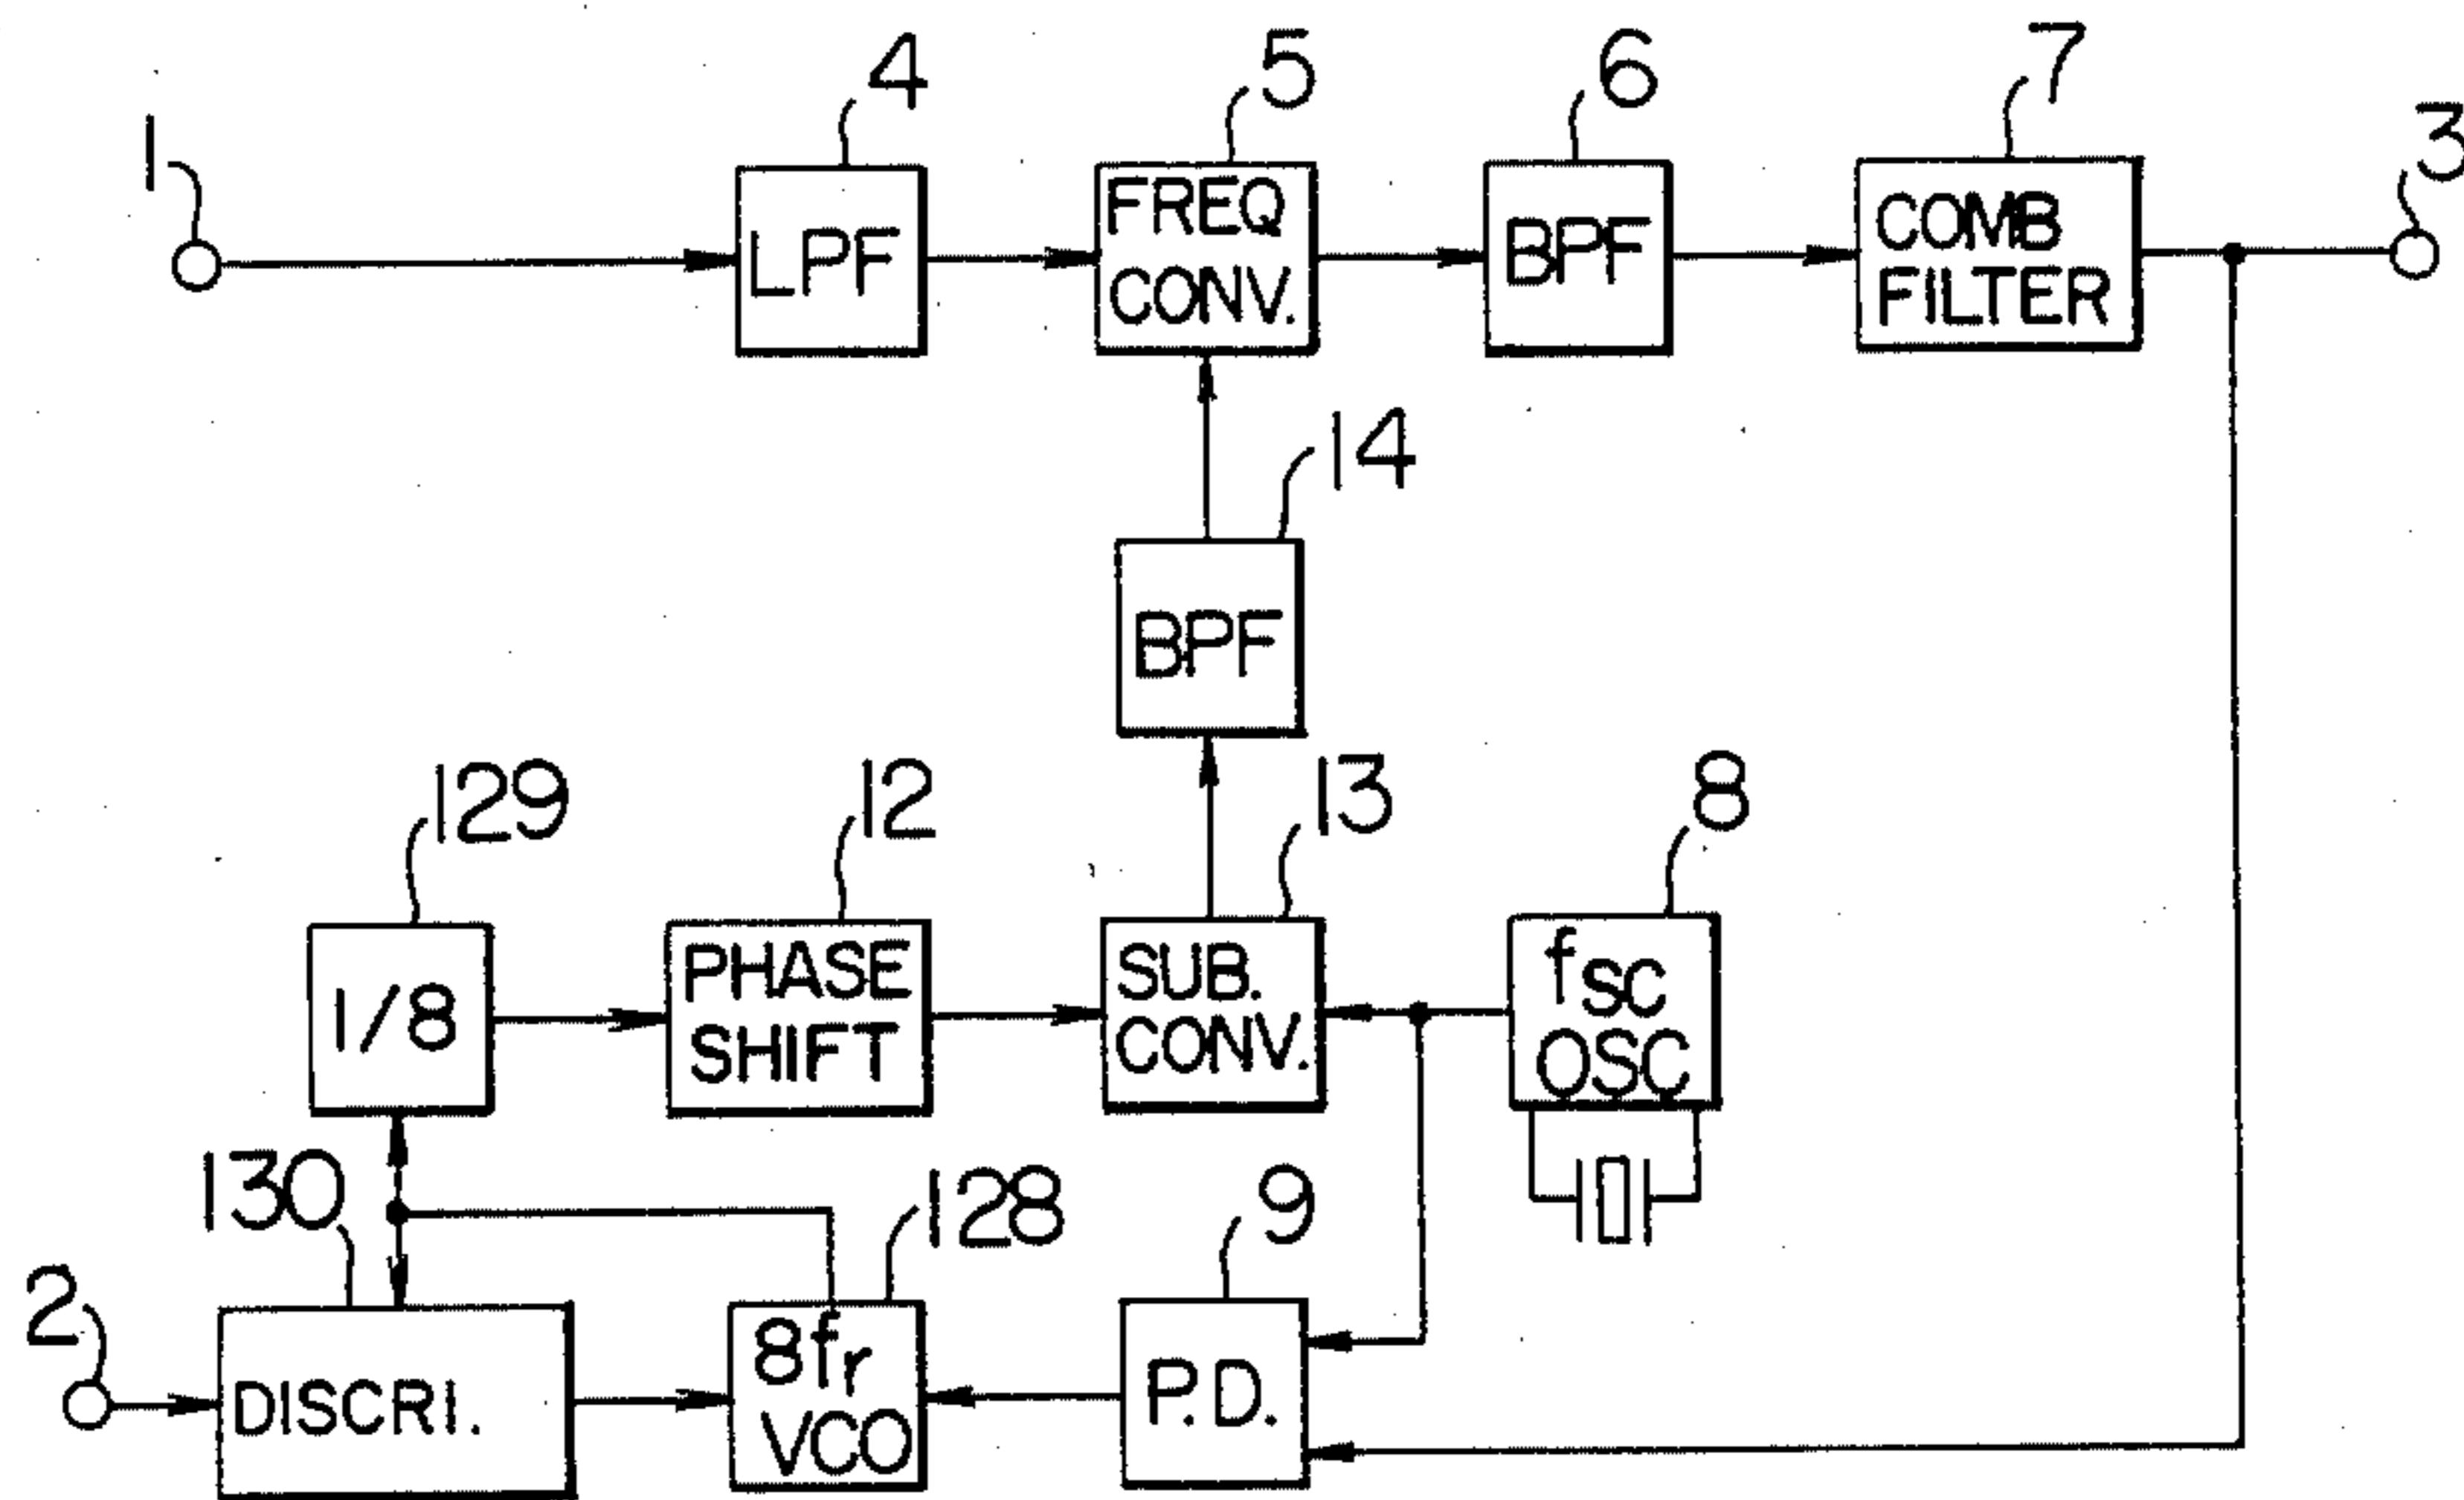 1
4
5
6
7
3
LPF
FREQ
CONV.
BPF
COMB
FILTER
14
BPF
129
12
13
8
1/8
PHASE
SHIFT
SUB.
CONV.
fSC
OSC
130
128
9
2
DISCRI.
8fr
VCO
P.D.